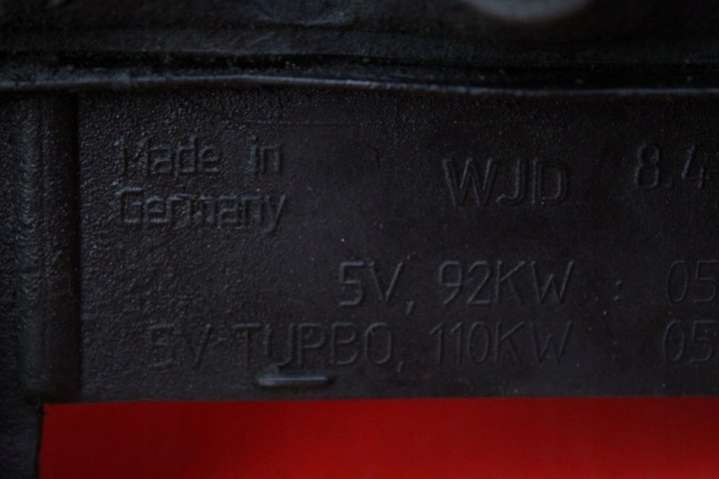 Made in
Germany
WJD 8.4
5V, 92KW : 05
5V TURBO, 110KW 05